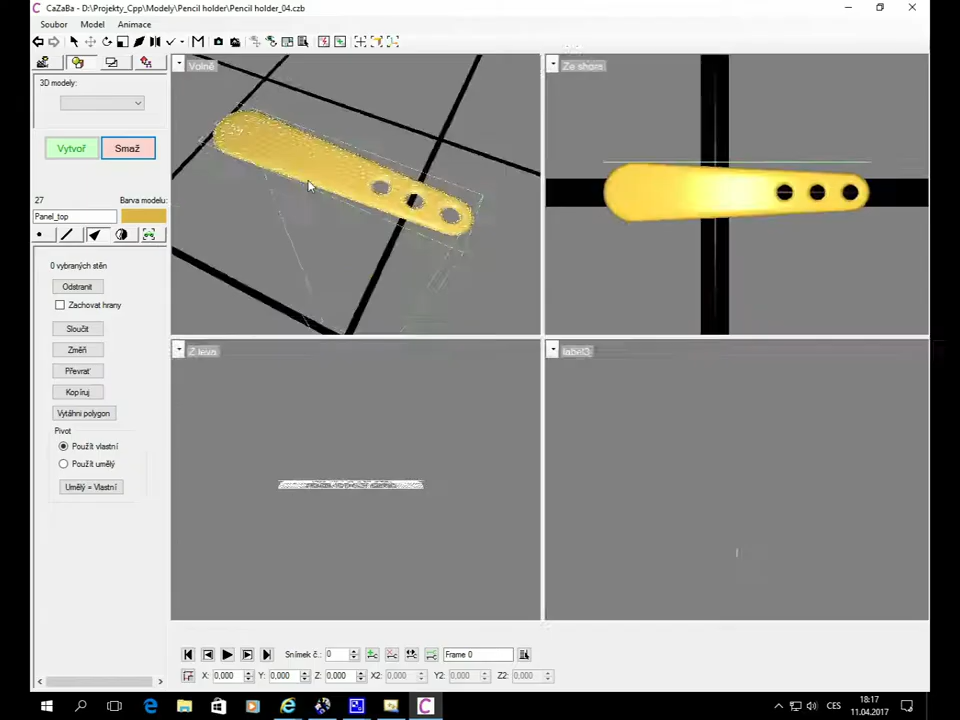 CaZaBa - D:\Projekty_Cpp\Modely\Pencil holder\Pencil holder_04.czb
Soubor Model Animace
3D modely:
Vytvoř Smaž
27 Barva modelu:
Panel_top
0 vybraných stěn
Odstranit
Zachovat hrany
Sloučit
Změň
Převrať
Kopíruj
Vytáhni polygon
Pivot
Použít vlastní
Použít umělý
Umělý = Vlastní
Volně
Ze shora
Z leva
label3
Snímek č.: 0 Frame 0
X: 0,000 Y: 0,000 Z: 0,000 X2: 0,000 Y2: 0,000 Z2: 0,000
CES
18:17
11.04.2017